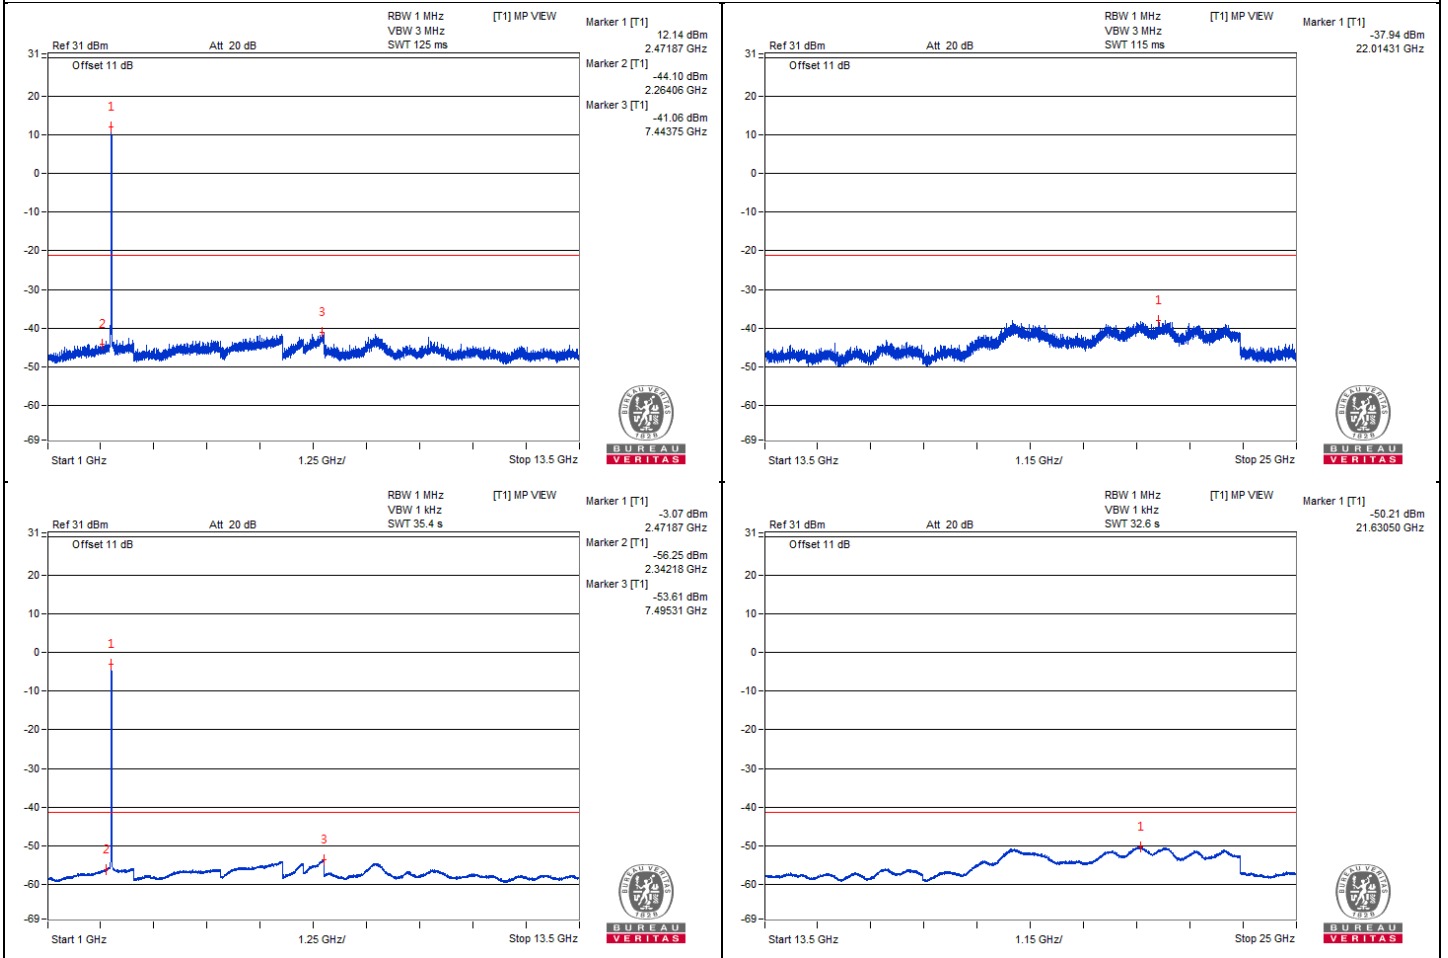 RBW 1 MHz [T1] MP VIEW
VBW 3 MHz
Ref 31 dBm Att 20 dB SWT 125 ms
Marker 1 [T1]
12.14 dBm
2.47187 GHz
Marker 2 [T1]
-44.10 dBm
2.26406 GHz
Marker 3 [T1]
-41.06 dBm
7.44375 GHz
31
Offset 11 dB
20
1
10
0
-10
-20
-30
3
2
-40
-50
-60
-69
Start 1 GHz 1.25 GHz/ Stop 13.5 GHz
BUREAU VERITAS
1828
BUREAU
VERITAS
RBW 1 MHz [T1] MP VIEW
VBW 3 MHz
Ref 31 dBm Att 20 dB SWT 115 ms
Marker 1 [T1]
-37.94 dBm
22.01431 GHz
31
Offset 11 dB
20
10
0
-10
-20
-30
1
-40
-50
-60
-69
Start 13.5 GHz 1.15 GHz/ Stop 25 GHz
BUREAU VERITAS
1828
BUREAU
VERITAS
RBW 1 MHz [T1] MP VIEW
VBW 1 kHz
Ref 31 dBm Att 20 dB SWT 35.4 s
Marker 1 [T1]
-3.07 dBm
2.47187 GHz
Marker 2 [T1]
-56.25 dBm
2.34218 GHz
Marker 3 [T1]
-53.61 dBm
7.49531 GHz
31
Offset 11 dB
20
10
1
0
-10
-20
-30
-40
3
2
-50
-60
-69
Start 1 GHz 1.25 GHz/ Stop 13.5 GHz
BUREAU VERITAS
1828
BUREAU
VERITAS
RBW 1 MHz [T1] MP VIEW
VBW 1 kHz
Ref 31 dBm Att 20 dB SWT 32.6 s
Marker 1 [T1]
-50.21 dBm
21.63050 GHz
31
Offset 11 dB
20
10
0
-10
-20
-30
-40
1
-50
-60
-69
Start 13.5 GHz 1.15 GHz/ Stop 25 GHz
BUREAU VERITAS
1828
BUREAU
VERITAS